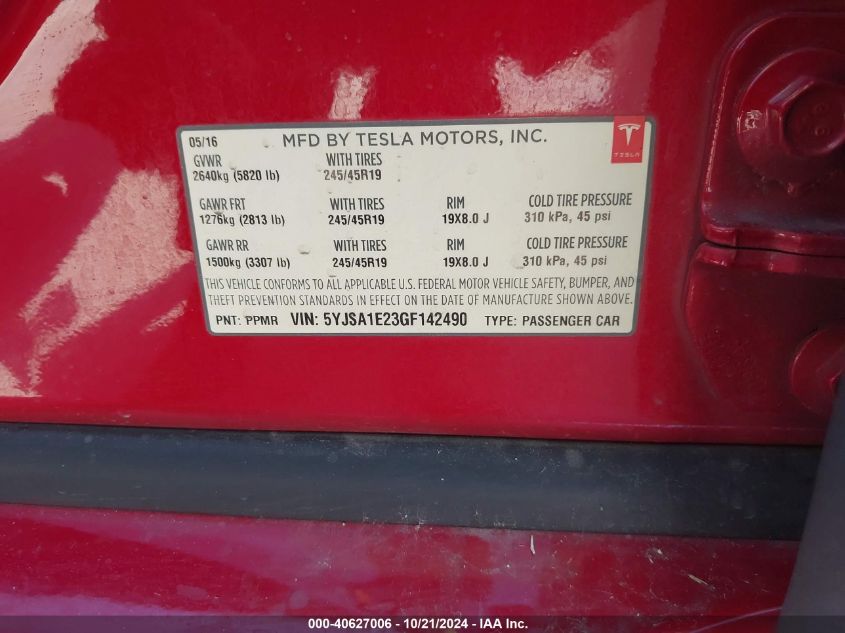 05/16 MFD BY TESLA MOTORS, INC.
TESLA
GVWR WITH TIRES
2640kg (5820 lb) 245/45R19
GAWR FRT WITH TIRES RIM COLD TIRE PRESSURE
1276kg (2813 lb) 245/45R19 19X8.0 J 310 kPa, 45 psi
GAWR RR WITH TIRES RIM COLD TIRE PRESSURE
1500kg (3307 lb) 245/45R19 19X8.0 J 310 kPa, 45 psi
THIS VEHICLE CONFORMS TO ALL APPLICABLE U.S. FEDERAL MOTOR VEHICLE SAFETY, BUMPER, AND
THEFT PREVENTION STANDARDS IN EFFECT ON THE DATE OF MANUFACTURE SHOWN ABOVE.
PNT: PPMR VIN: 5YJSA1E23GF142490 TYPE: PASSENGER CAR
000-40627006 - 10/21/2024 - IAA Inc.